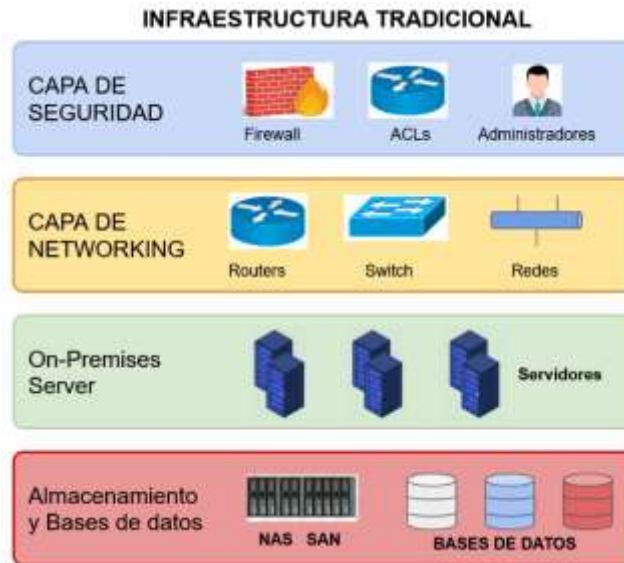 INFRAESTRUCTURA TRADICIONAL
CAPA DE
SEGURIDAD
Firewall
ACLs
Administradores
CAPA DE
NETWORKING
Routers
Switch
Redes
On-Premises
Server
Servidores
Almacenamiento
y Bases de datos
NAS SAN
BASES DE DATOS